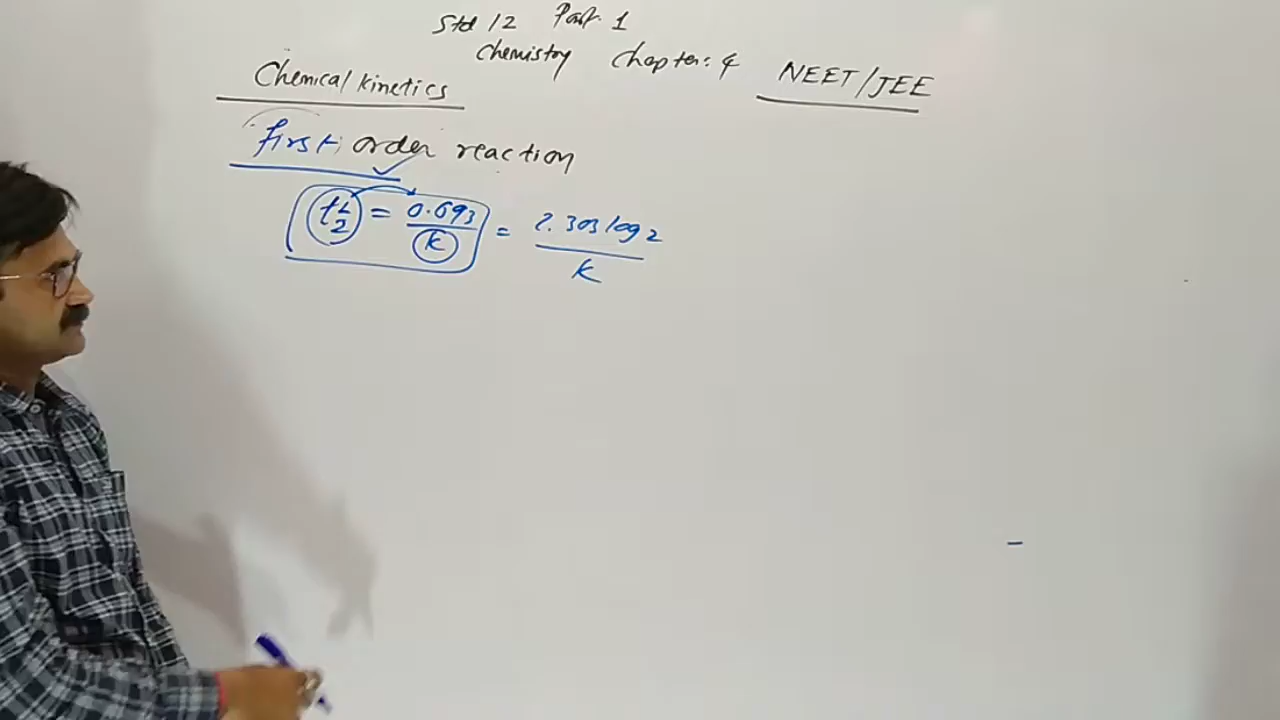 Std 12 Part. 1
Chemistry Chapter: 4
Chemical kinetics NEET/JEE
first order reaction
t1/2 = 0.693/k = 2.303 log 2/k